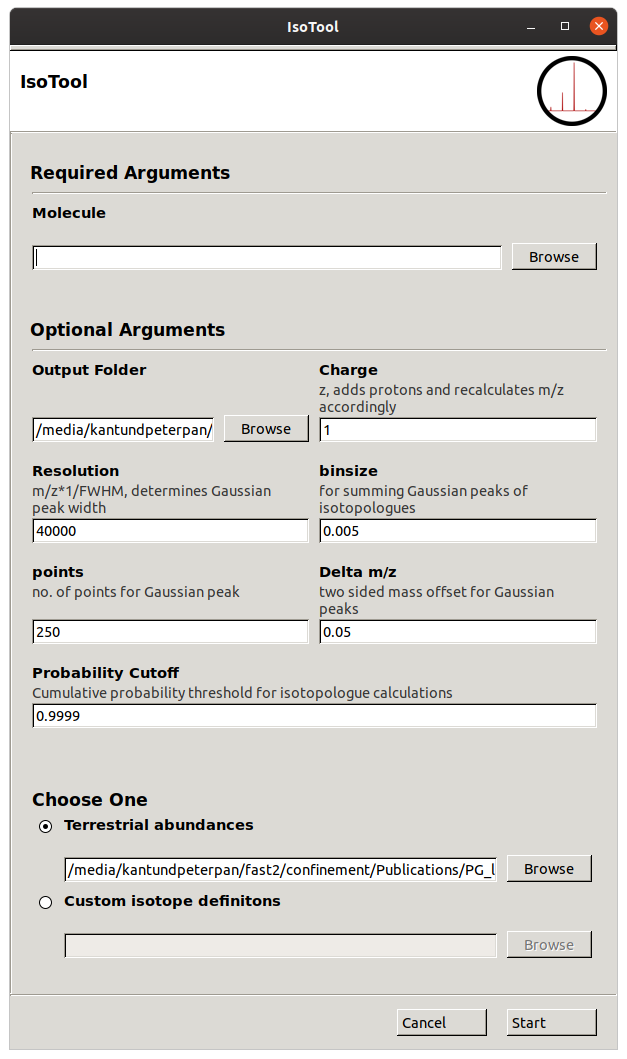 IsoTool
IsoTool
Required Arguments
Molecule
Browse
Optional Arguments
Output Folder
/media/kantundpeterpan/
Browse
Charge
z, adds protons and recalculates m/z
accordingly
1
Resolution
m/z*1/FWHM, determines Gaussian
peak width
40000
binsize
for summing Gaussian peaks of
isotopologues
0.005
points
no. of points for Gaussian peak
250
Delta m/z
two sided mass offset for Gaussian
peaks
0.05
Probability Cutoff
Cumulative probability threshold for isotopologue calculations
0.9999
Choose One
Terrestrial abundances
/media/kantundpeterpan/fast2/confinement/Publications/PG_l
Browse
Custom isotope definitons
Browse
Cancel
Start